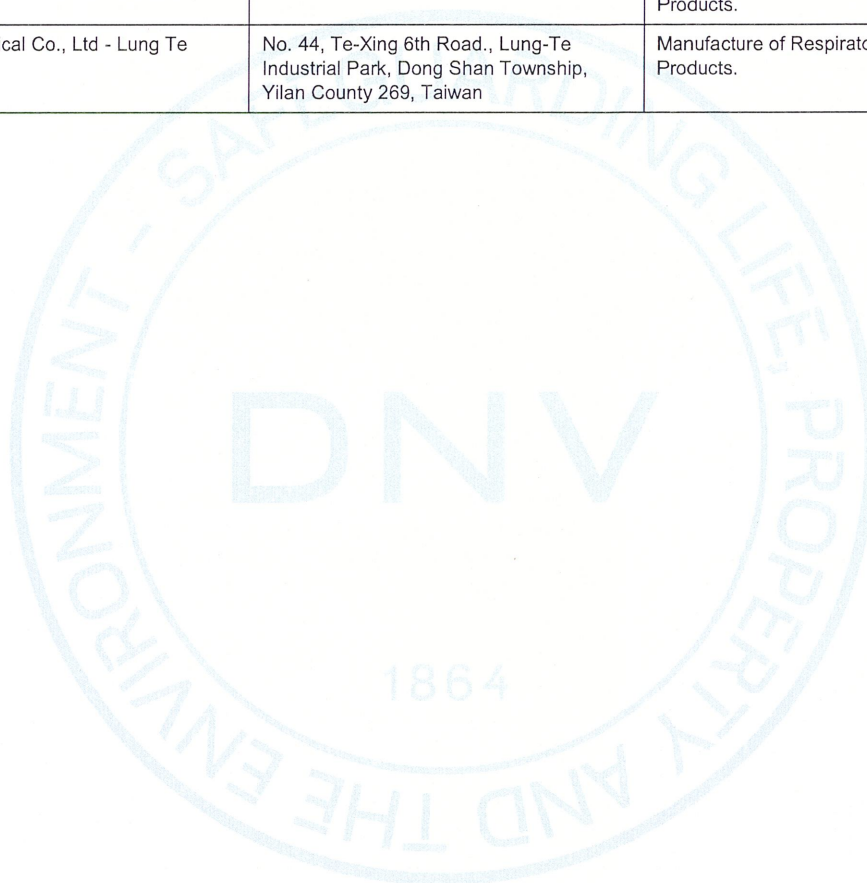 Products.
ical Co., Ltd - Lung Te
No. 44, Te-Xing 6th Road., Lung-Te
Industrial Park, Dong Shan Township,
Yilan County 269, Taiwan
Manufacture of Respirato
Products.
SAFEGUARDING LIFE, PROPERTY AND THE ENVIRONMENT -
DNV
1864